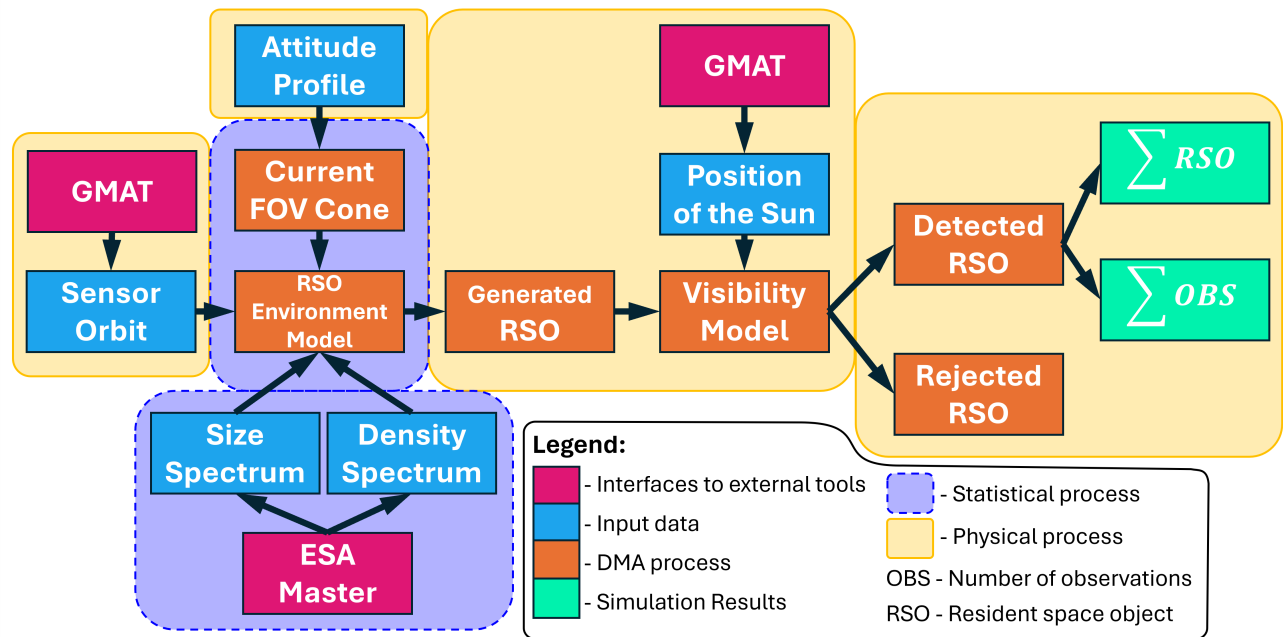 Attitude
Profile
GMAT
GMAT
Current
FOV Cone
Position
of the Sun
∑ RSO
Detected
RSO
Sensor
Orbit
RSO
Environment
Model
Generated
RSO
Visibility
Model
∑ OBS
Rejected
RSO
Size
Spectrum
Density
Spectrum
ESA
Master
Legend:
- Interfaces to external tools
- Input data
- DMA process
- Simulation Results
- Statistical process
- Physical process
OBS - Number of observations
RSO - Resident space object